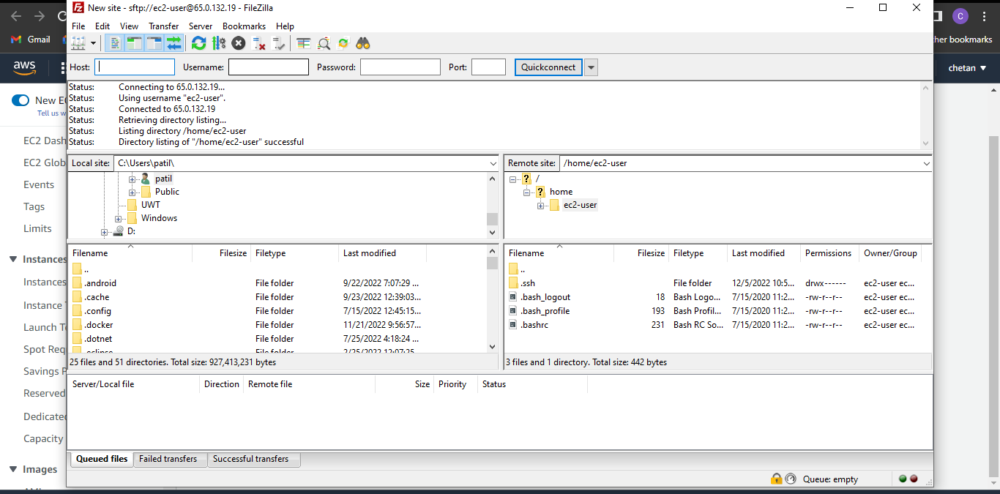 New site - sftp://ec2-user@65.0.132.19 - FileZilla
File Edit View Transfer Server Bookmarks Help
Gmail
C
her bookmarks
aws
chetan
Host: Username: Password: Port: Quickconnect
Status: Connecting to 65.0.132.19...
Status: Using username "ec2-user".
Status: Connected to 65.0.132.19
Status: Retrieving directory listing...
Status: Listing directory /home/ec2-user
Status: Directory listing of "/home/ec2-user" successful
Local site: C:\Users\patil\
patil
Public
UWT
Windows
D:
Remote site: /home/ec2-user
/
home
ec2-user
Filename Filesize Filetype Last modified
..
.android File folder 9/22/2022 7:07:29 ...
.cache File folder 9/23/2022 12:39:03...
.config File folder 7/15/2022 12:45:15...
.docker File folder 11/21/2022 9:56:57...
.dotnet File folder 7/25/2022 4:18:24 ...
.eclipse File folder 2/25/2022 12:07:25...
25 files and 51 directories. Total size: 927,413,231 bytes
Filename Filesize Filetype Last modified Permissions Owner/Group
..
.ssh File folder 12/5/2022 10:5... drwx------ ec2-user ec...
.bash_logout 18 Bash Logo... 7/15/2020 11:2... -rw-r--r-- ec2-user ec...
.bash_profile 193 Bash Profil... 7/15/2020 11:2... -rw-r--r-- ec2-user ec...
.bashrc 231 Bash RC So... 7/15/2020 11:2... -rw-r--r-- ec2-user ec...
3 files and 1 directory. Total size: 442 bytes
Server/Local file Direction Remote file Size Priority Status
Queued files Failed transfers Successful transfers
Queue: empty
New EC
Tell us w
EC2 Dash
EC2 Glob
Events
Tags
Limits
Instances
Instances
Instance T
Launch Te
Spot Req
Savings P
Reserved
Dedicated
Capacity
Images